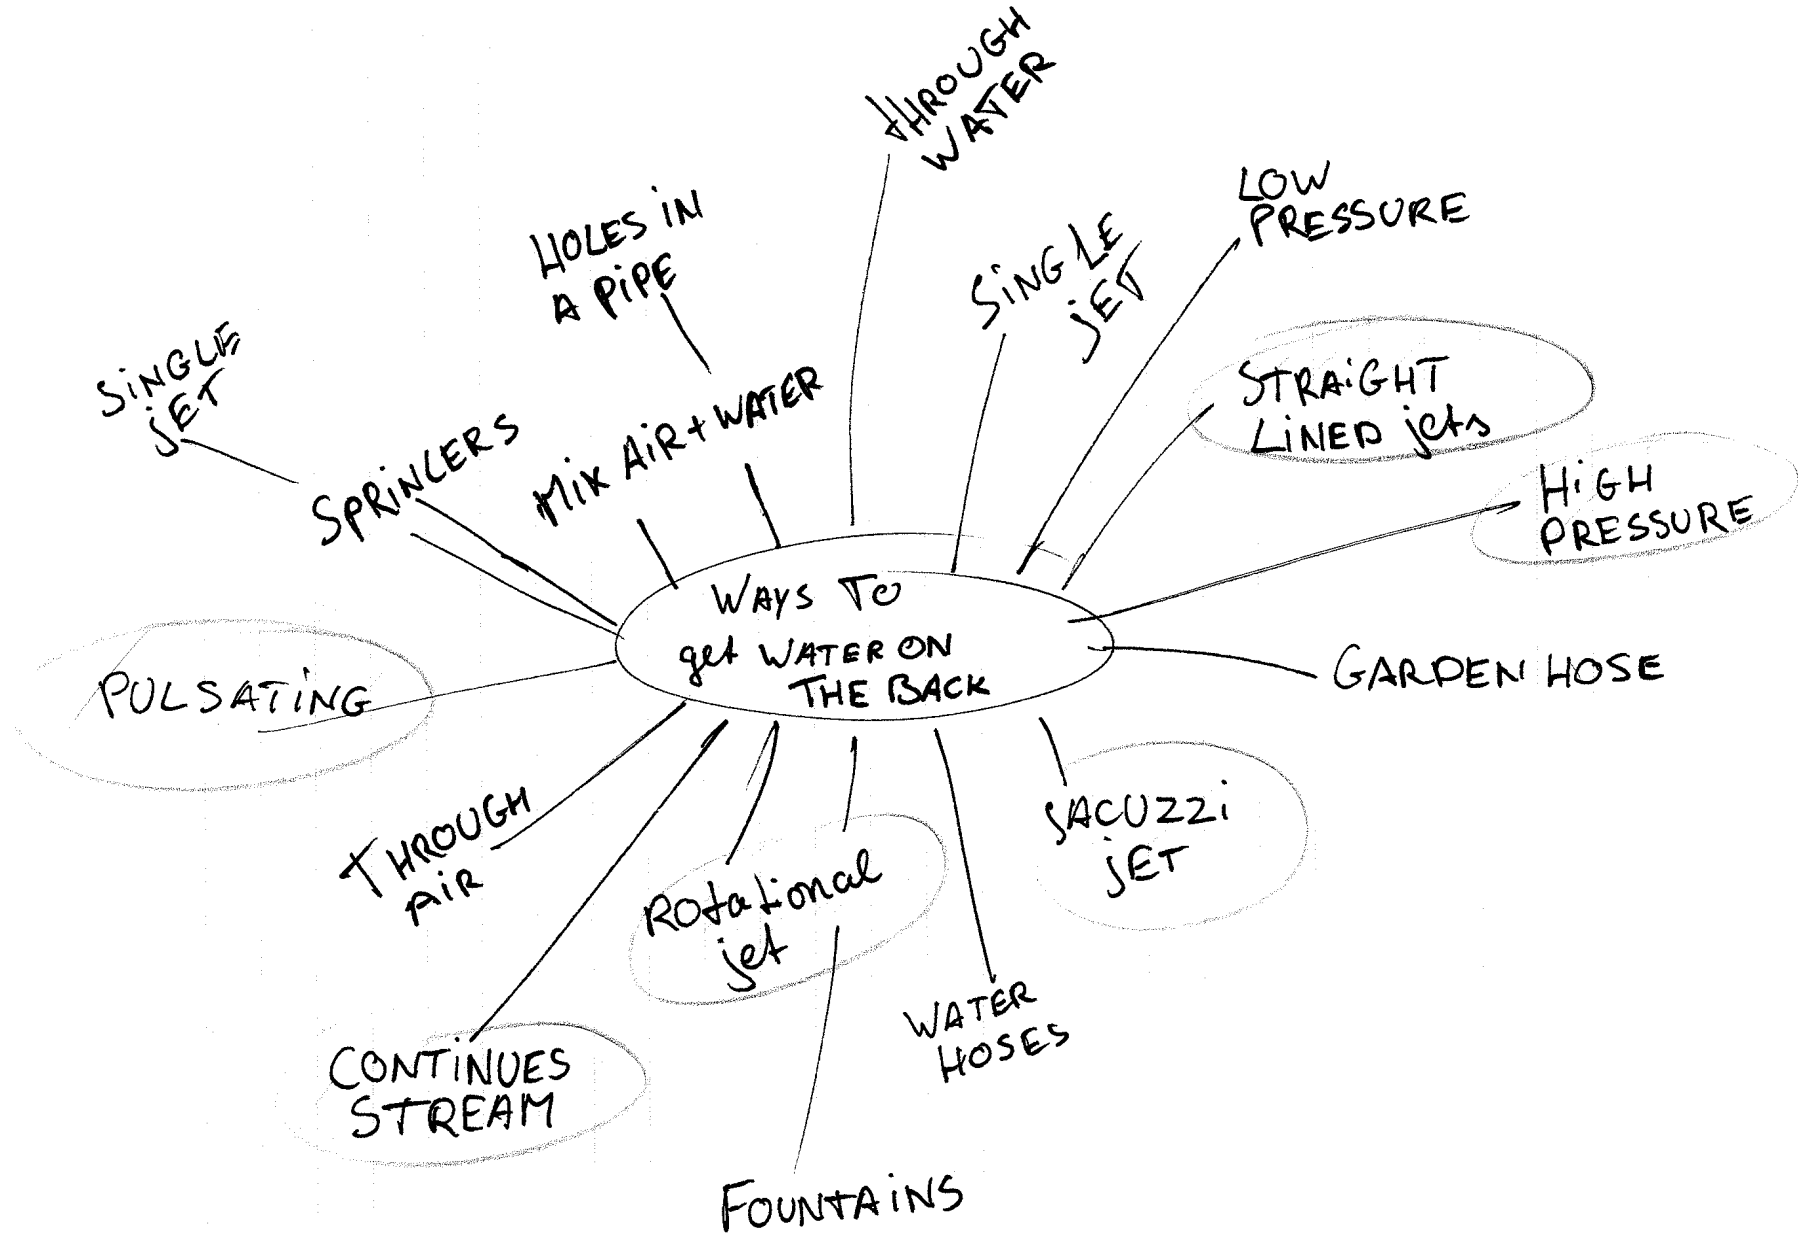 THROUGH
WATER
LOW
PRESSURE
HOLES IN
A PIPE
SINGLE
JET
SINGLE
JET
STRAIGHT
LINED jets
SPRINLERS
MIX AIR + WATER
HIGH
PRESSURE
WAYS TO
get WATER ON
THE BACK
PULSATING
GARDEN HOSE
THROUGH
AIR
ROtational
jet
JACUZZI
JET
WATER
HOSES
CONTINUES
STREAM
FOUNTAINS